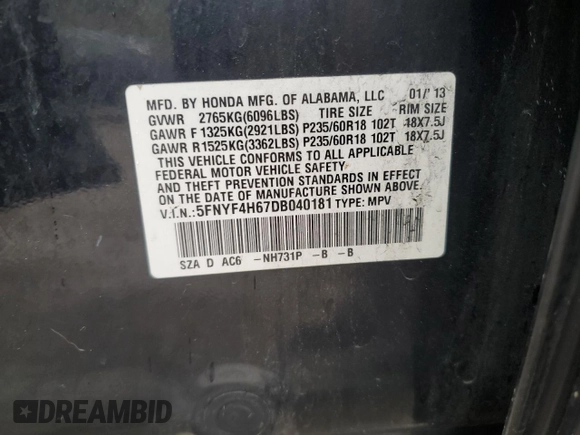 MFD. BY HONDA MFG. OF ALABAMA, LLC 01/'13
GVWR 2765KG(6096LBS) TIRE SIZE RIM SIZE
GAWR F 1325KG(2921LBS) P235/60R18 102T 18X7.5J
GAWR R1525KG(3362LBS) P235/60R18 102T 18X7.5J
THIS VEHICLE CONFORMS TO ALL APPLICABLE
FEDERAL MOTOR VEHICLE SAFETY
AND THEFT PREVENTION STANDARDS IN EFFECT
ON THE DATE OF MANUFACTURE SHOWN ABOVE.
V.I.N.:5FNYF4H67DB040181 TYPE: MPV
SZA D AC6 -NH731P -B -B
DREAMBID